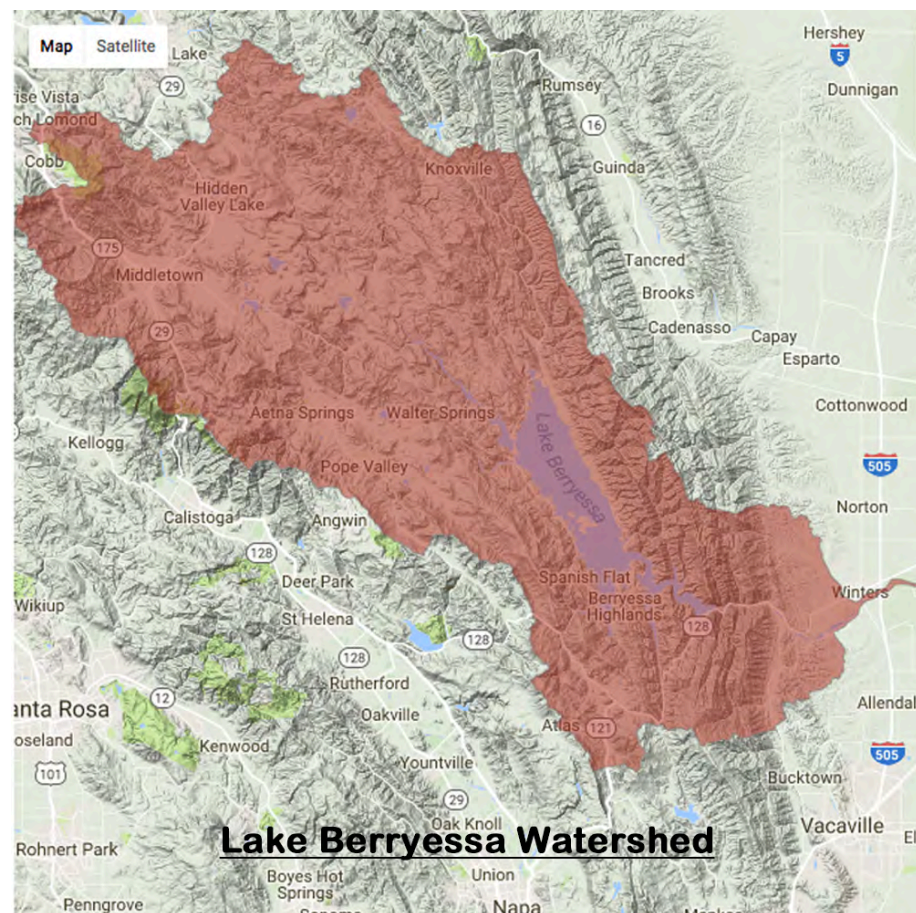 Map
Satellite
Lake
Hershey
5
29
Dunnigan
Rumsey
rise Vista
ch Lomond
16
Cobb
Knoxville
Guinda
Hidden
Valley Lake
175
Middletown
Tancred
Brooks
29
Cadenasso
Capay
Esparto
Aetna Springs
Walter Springs
Cottonwood
Kellogg
Lake Berryessa
Pope Valley
505
Calistoga
Angwin
Norton
128
Deer Park
Spanish Flat
Berryessa
Highlands
Winters
Wikiup
St Helena
128
128
128
Rutherford
12
anta Rosa
Oakville
Atlas
121
Allendal
oseland
Kenwood
505
101
Yountville
Bucktown
29
Oak Knoll
Vacaville
Lake Berryessa Watershed
El
Rohnert Park
Boyes Hot
Springs
Union
Penngrove
Sonoma
Napa